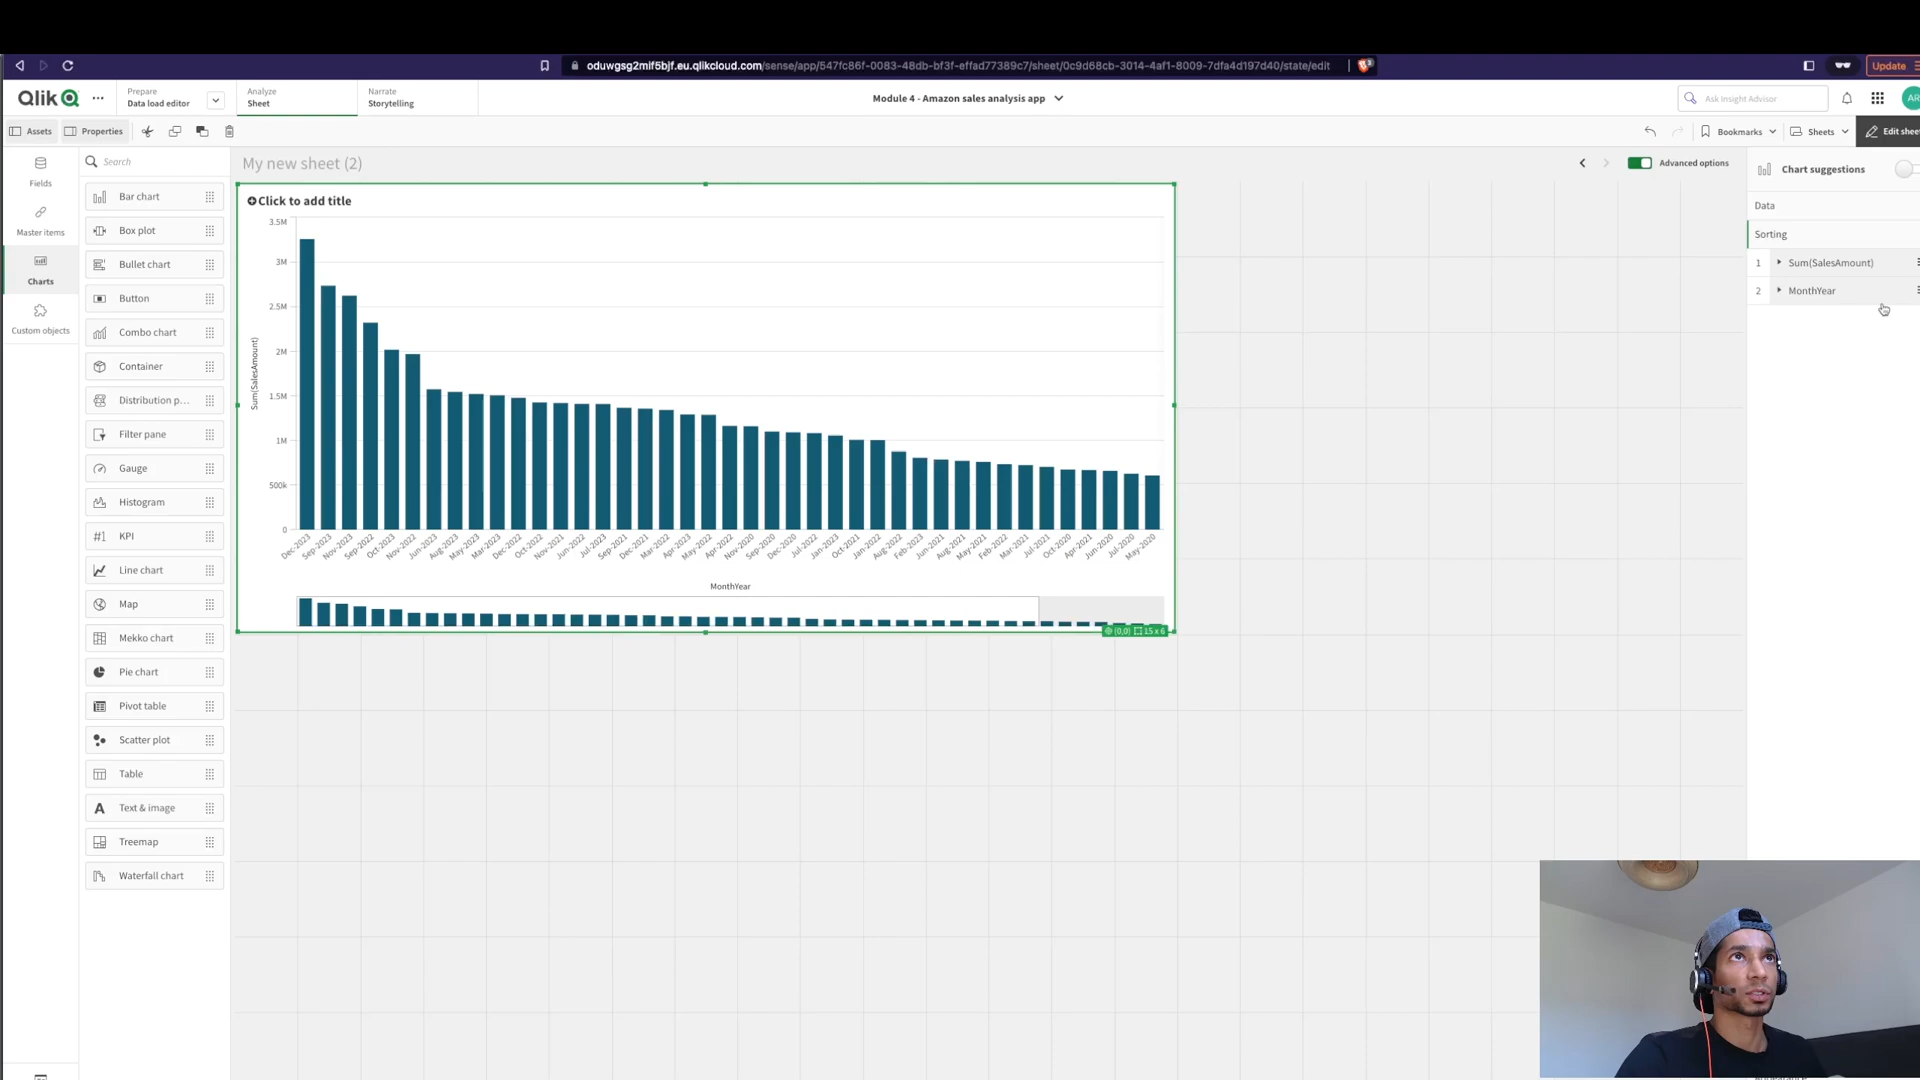 oduwgsg2mif5bjf.eu.qlikcloud.com/sense/app/547fc86f-0083-48db-bf3f-effad77389c7/sheet/0c9d68cb-3014-4af1-8009-7dfa4d197d40/state/edit
Update
Qlik
Prepare
Data load editor
Analyze
Sheet
Narrate
Storytelling
Module 4 - Amazon sales analysis app
Ask Insight Advisor
AR
Assets
Properties
Bookmarks
Sheets
Edit sheet
Fields
Master items
Charts
Custom objects
Search
Bar chart
Box plot
Bullet chart
Button
Combo chart
Container
Distribution p...
Filter pane
Gauge
Histogram
#1 KPI
Line chart
Map
Mekko chart
Pie chart
Pivot table
Scatter plot
Table
A Text & image
Treemap
Waterfall chart
My new sheet (2)
Advanced options
Click to add title
Sum(SalesAmount)
3.5M
3M
2.5M
2M
1.5M
1M
500k
0
Dec-2023
Sep-2023
Nov-2023
Sep-2022
Oct-2023
Nov-2022
Jun-2023
Aug-2023
May-2023
Mar-2023
Dec-2022
Oct-2022
Nov-2021
Jun-2022
Jul-2023
Sep-2021
Dec-2021
Mar-2022
Apr-2023
May-2022
Apr-2022
Nov-2020
Sep-2020
Dec-2020
Jul-2022
Jan-2023
Oct-2021
Jan-2022
Aug-2022
Feb-2023
Jun-2021
Aug-2021
May-2021
Feb-2022
Mar-2021
Jul-2021
Oct-2020
Apr-2021
Jun-2020
Jul-2020
May-2020
MonthYear
(0,0) 15 x 6
Chart suggestions
Data
Sorting
1 Sum(SalesAmount)
2 MonthYear